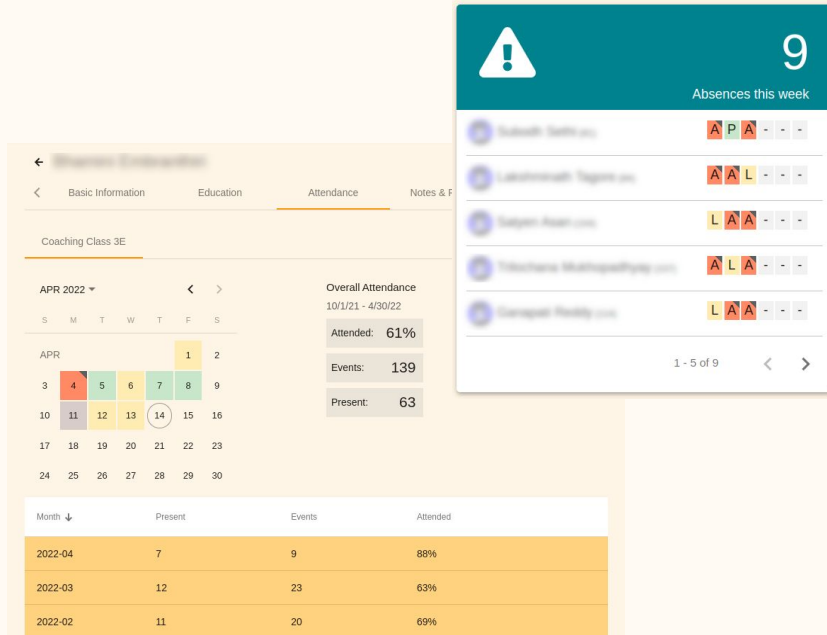 9
Absences this week
A P A - - -
A A L - - -
L A A - - -
A L A - - -
L A A - - -
1 - 5 of 9
Basic Information Education Attendance Notes &
Coaching Class 3E
APR 2022
S M T W T F S
APR 1 2
3 4 5 6 7 8 9
10 11 12 13 14 15 16
17 18 19 20 21 22 23
24 25 26 27 28 29 30
Overall Attendance
10/1/21 - 4/30/22
Attended: 61%
Events: 139
Present: 63
Month Present Events Attended
2022-04 7 9 88%
2022-03 12 23 63%
2022-02 11 20 69%